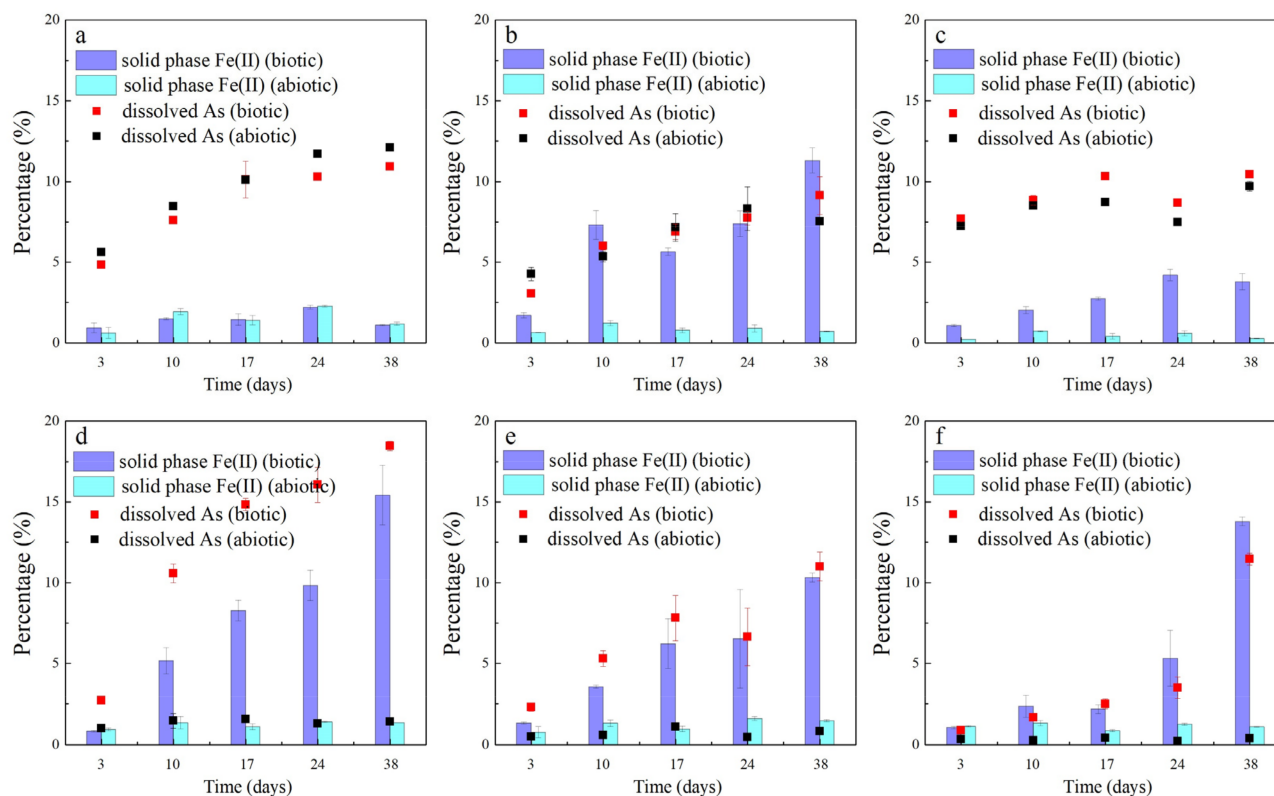 a
20
15
10
5
0
Percentage (%)
solid phase Fe(II) (biotic)
solid phase Fe(II) (abiotic)
dissolved As (biotic)
dissolved As (abiotic)
3 10 17 24 38
Time (days)
b
20
15
10
5
0
Percentage (%)
solid phase Fe(II) (biotic)
solid phase Fe(II) (abiotic)
dissolved As (biotic)
dissolved As (abiotic)
3 10 17 24 38
Time (days)
c
20
15
10
5
0
Percentage (%)
solid phase Fe(II) (biotic)
solid phase Fe(II) (abiotic)
dissolved As (biotic)
dissolved As (abiotic)
3 10 17 24 38
Time (days)
d
20
15
10
5
0
Percentage (%)
solid phase Fe(II) (biotic)
solid phase Fe(II) (abiotic)
dissolved As (biotic)
dissolved As (abiotic)
3 10 17 24 38
Time (days)
e
20
15
10
5
0
Percentage (%)
solid phase Fe(II) (biotic)
solid phase Fe(II) (abiotic)
dissolved As (biotic)
dissolved As (abiotic)
3 10 17 24 38
Time (days)
f
20
15
10
5
0
Percentage (%)
solid phase Fe(II) (biotic)
solid phase Fe(II) (abiotic)
dissolved As (biotic)
dissolved As (abiotic)
3 10 17 24 38
Time (days)